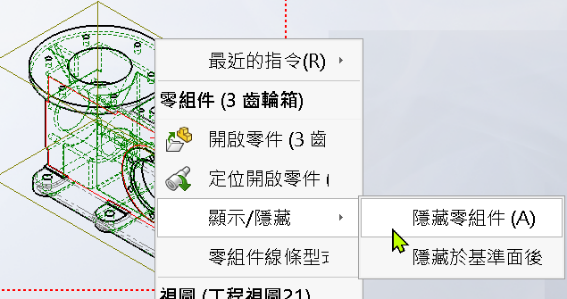 最近的指令(R)
零組件 (3 齒輪箱)
開啟零件 (3 齒
定位開啟零件 (
顯示/隱藏
隱藏零組件 (A)
零組件線條型式
隱藏於基準面後
視圖 (工程視圖21)